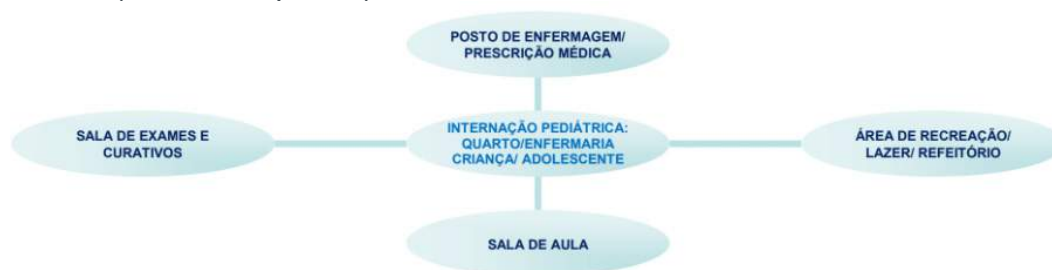 POSTO DE ENFERMAGEM/
PRESCRIÇÃO MÉDICA
SALA DE EXAMES E
CURATIVOS
INTERNAÇÃO PEDIÁTRICA:
QUARTO/ENFERMARIA
CRIANÇA/ ADOLESCENTE
ÁREA DE RECREAÇÃO/
LAZER/ REFEITÓRIO
SALA DE AULA